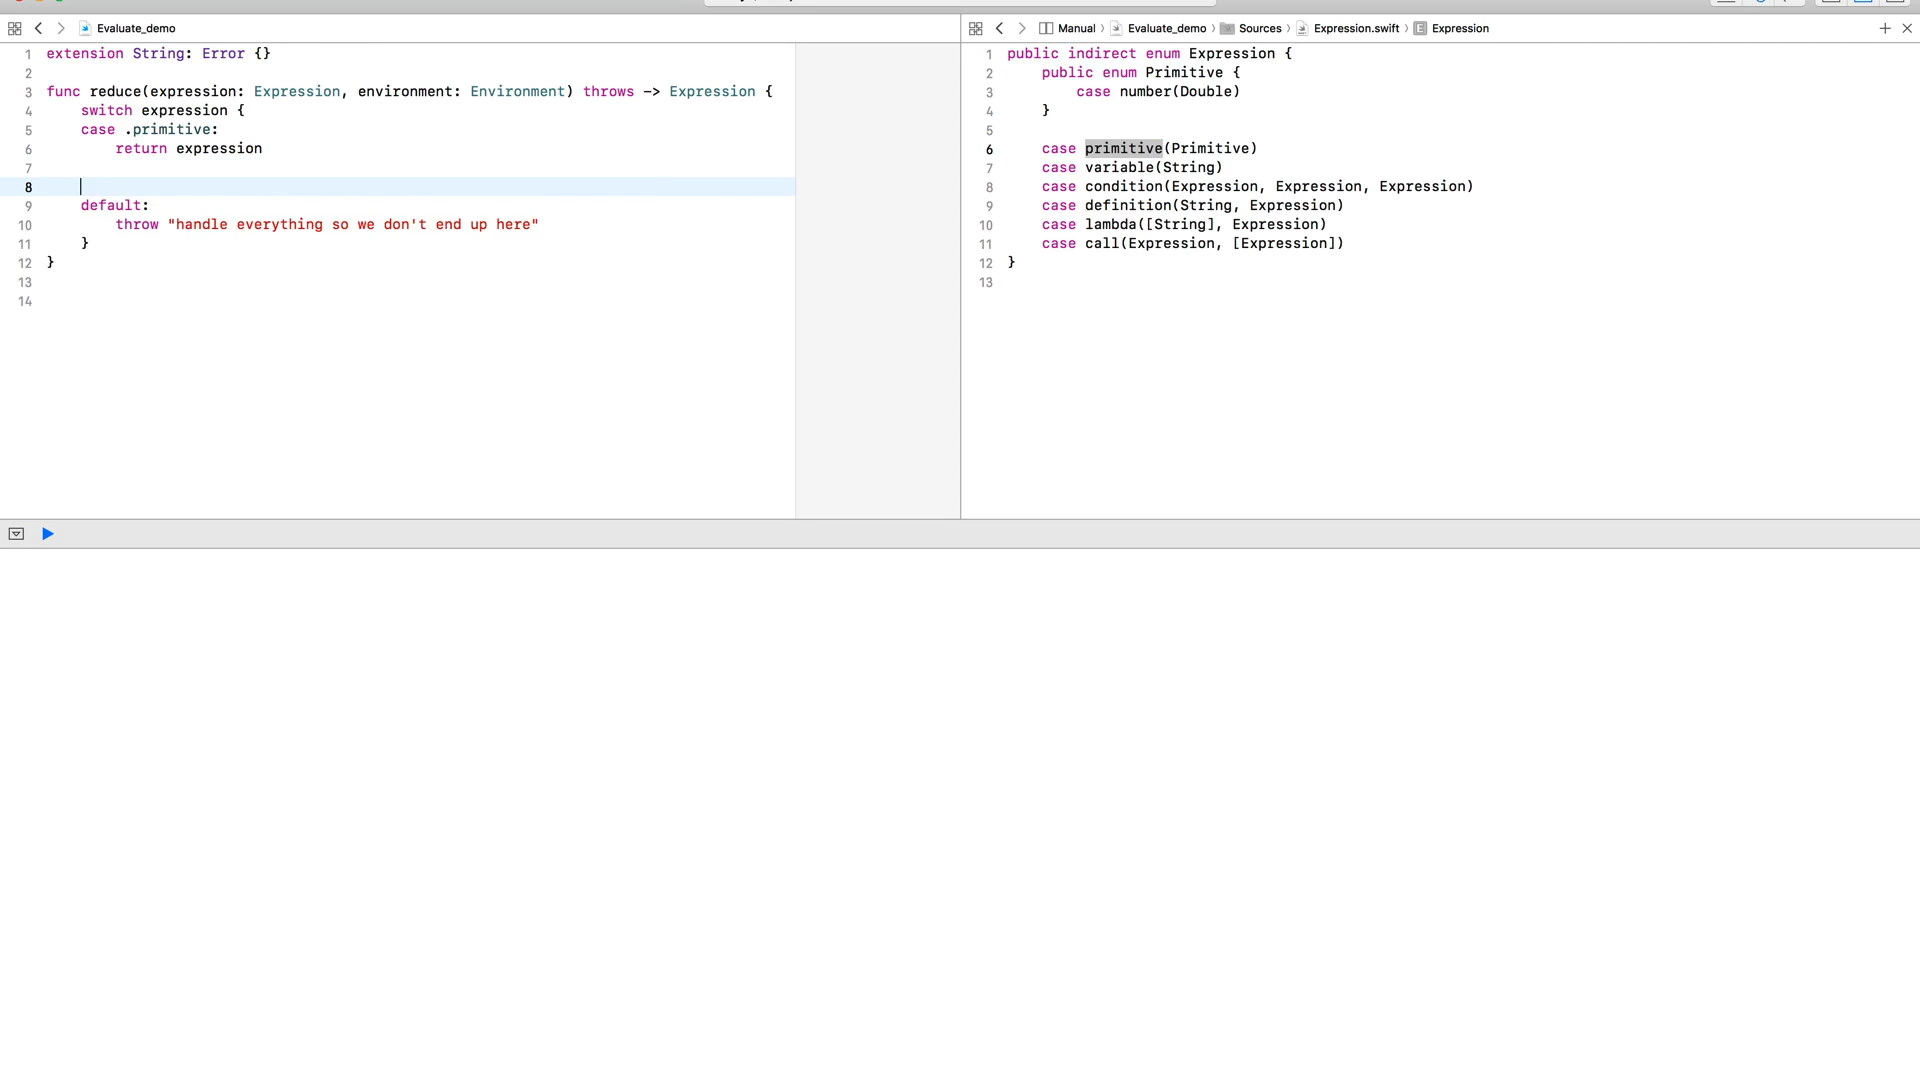 Evaluate_demo
1 extension String: Error {}
2
3 func reduce(expression: Expression, environment: Environment) throws -> Expression {
4 switch expression {
5 case .primitive:
6 return expression
7
8
9 default:
10 throw "handle everything so we don't end up here"
11 }
12 }
13
14
Manual Evaluate_demo Sources Expression.swift E Expression
1 public indirect enum Expression {
2 public enum Primitive {
3 case number(Double)
4 }
5
6 case primitive(Primitive)
7 case variable(String)
8 case condition(Expression, Expression, Expression)
9 case definition(String, Expression)
10 case lambda([String], Expression)
11 case call(Expression, [Expression])
12 }
13